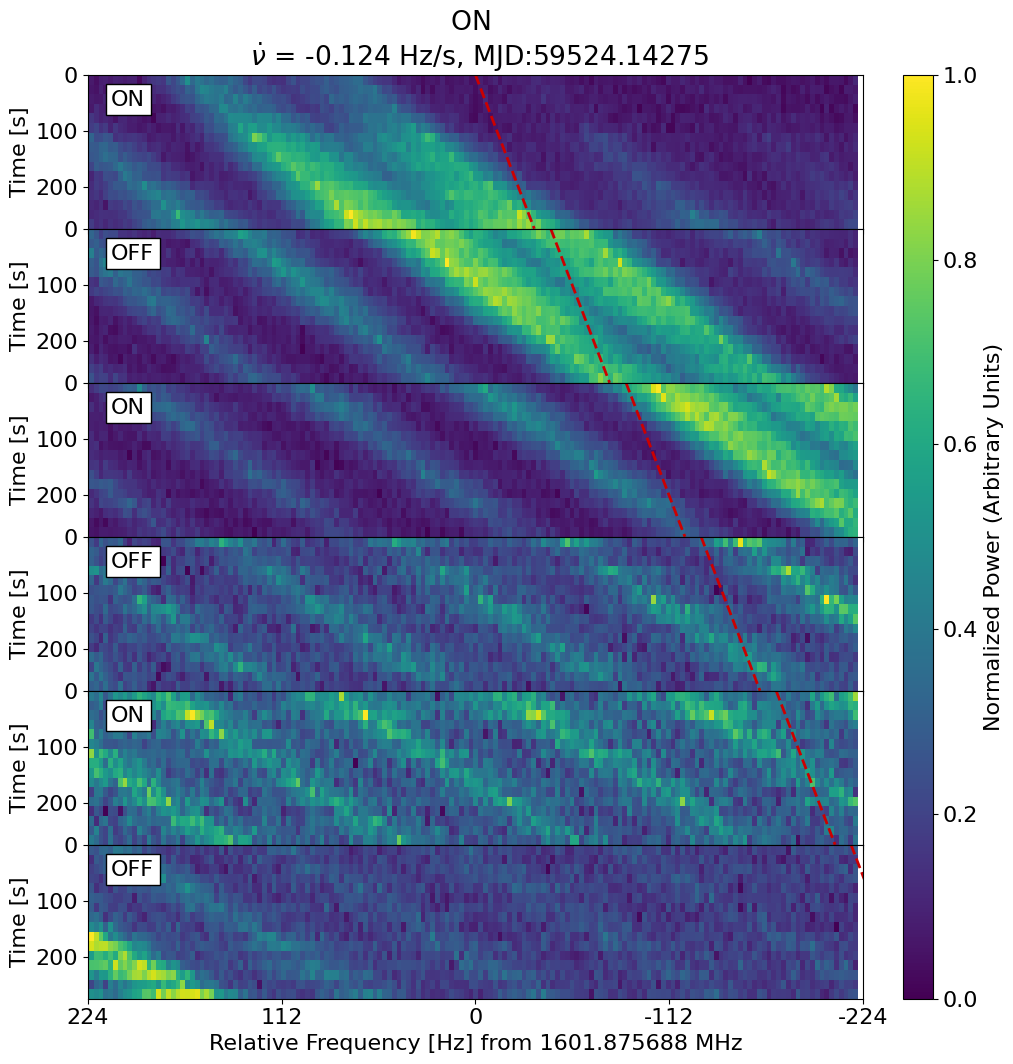 ON
ν̇ = -0.124 Hz/s, MJD:59524.14275
0
100
200
Time [s]
ON
0
100
200
Time [s]
OFF
0
100
200
Time [s]
ON
0
100
200
Time [s]
OFF
0
100
200
Time [s]
ON
0
100
200
Time [s]
OFF
224 112 0 -112 -224
Relative Frequency [Hz] from 1601.875688 MHz
1.0
0.8
0.6
0.4
0.2
0.0
Normalized Power (Arbitrary Units)